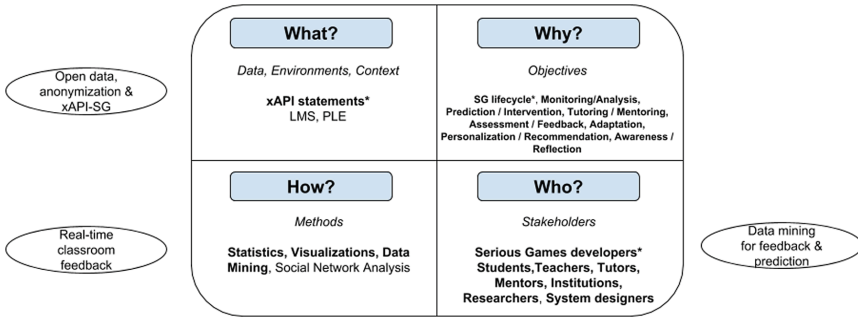 What?
Data, Environments, Context
xAPI statements*
LMS, PLE
Why?
Objectives
SG lifecycle*, Monitoring/Analysis,
Prediction / Intervention, Tutoring / Mentoring,
Assessment / Feedback, Adaptation,
Personalization / Recommendation, Awareness /
Reflection
Open data,
anonymization &
xAPI-SG
How?
Methods
Statistics, Visualizations, Data
Mining, Social Network Analysis
Who?
Stakeholders
Serious Games developers*
Students,Teachers, Tutors,
Mentors, Institutions,
Researchers, System designers
Real-time
classroom
feedback
Data mining
for feedback &
prediction